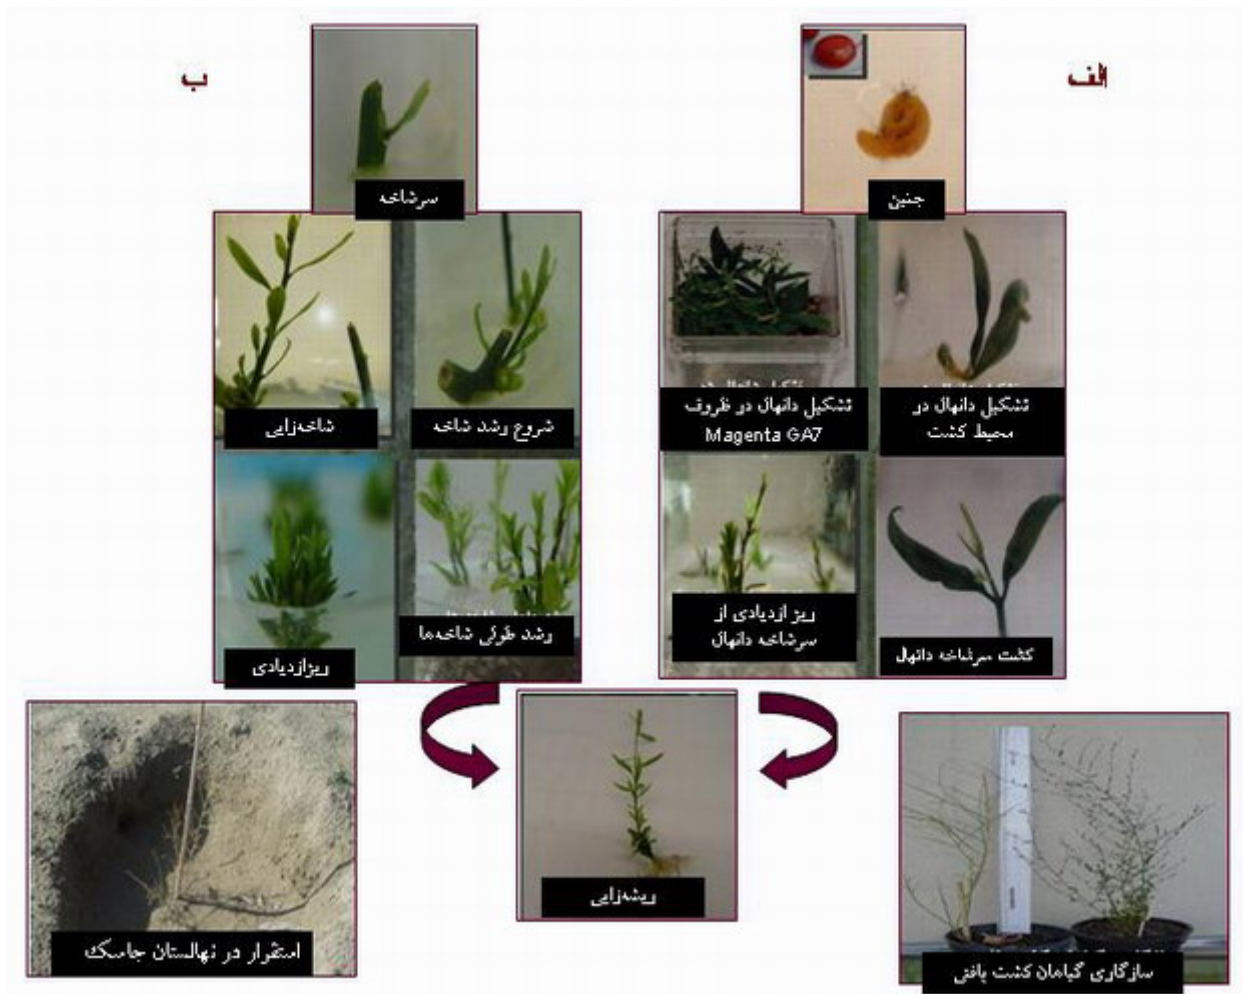 الف
ب
جنین
سرشاخه
تشکیل دانهال در
محیط کشت
تشکیل دانهال در ظروف
Magenta GA7
شروع رشد شاخه
شاخه‌زایی
کشت سرشاخه دانهال
ریز ازدیادی از
سرشاخه دانهال
رشد طولی شاخه‌ها
ریزازدیادی
ریشه‌زایی
سازگاری گیاهان کشت بافتی
استقرار در نهالستان جاسک